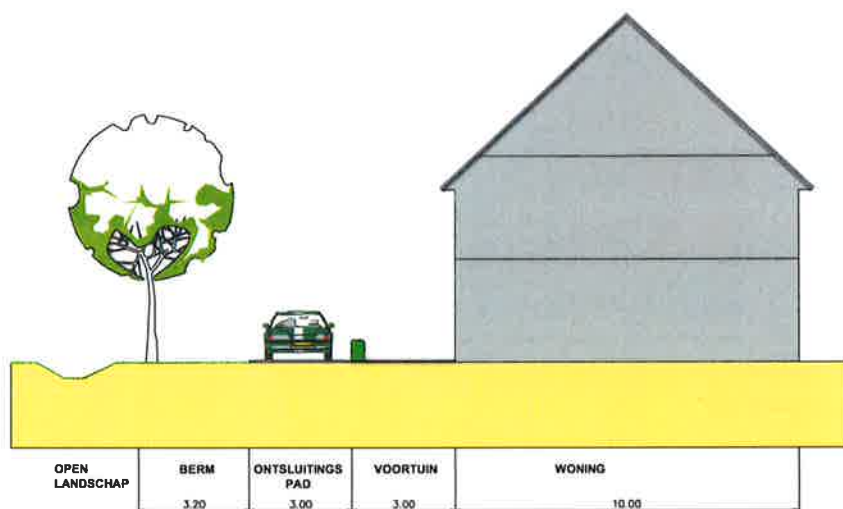 OPEN
LANDSCHAP
BERM
3.20
ONTSLUITINGS
PAD
3.00
VOORTUIN
3.00
WONING
10.00